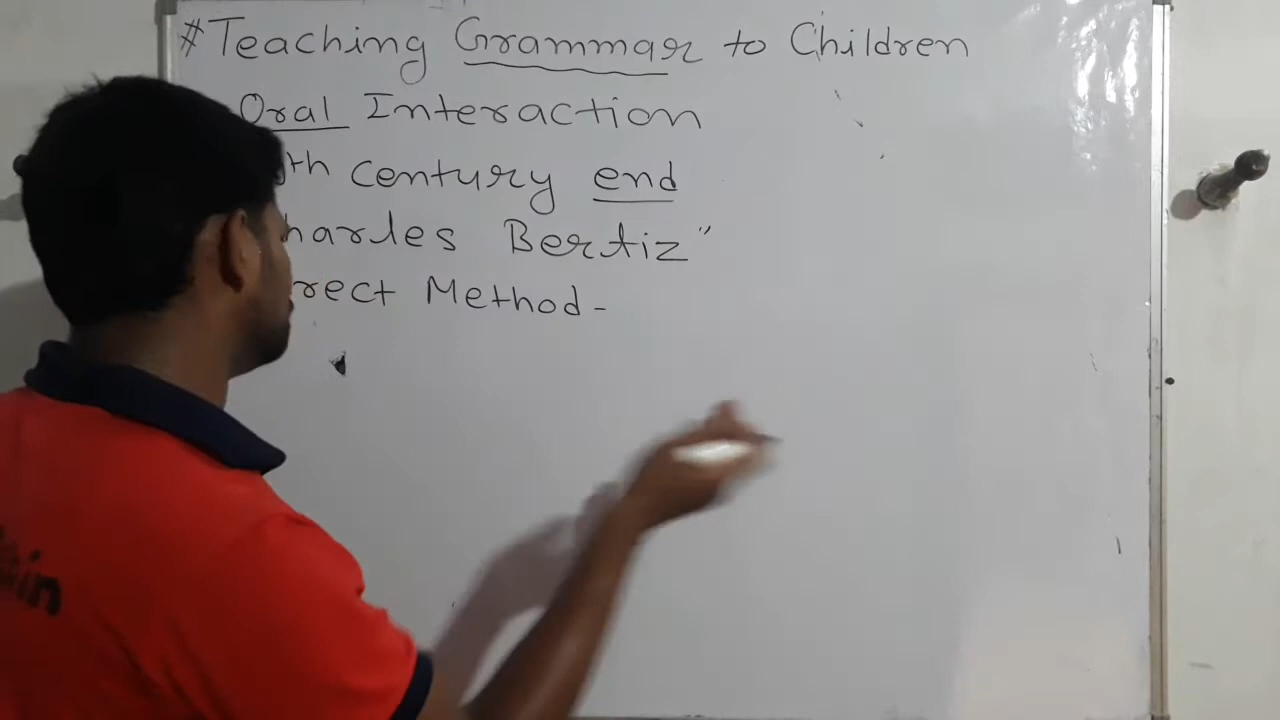 #Teaching Grammar to Children
Oral Interaction
th century end
harles Bertiz"
rect Method -